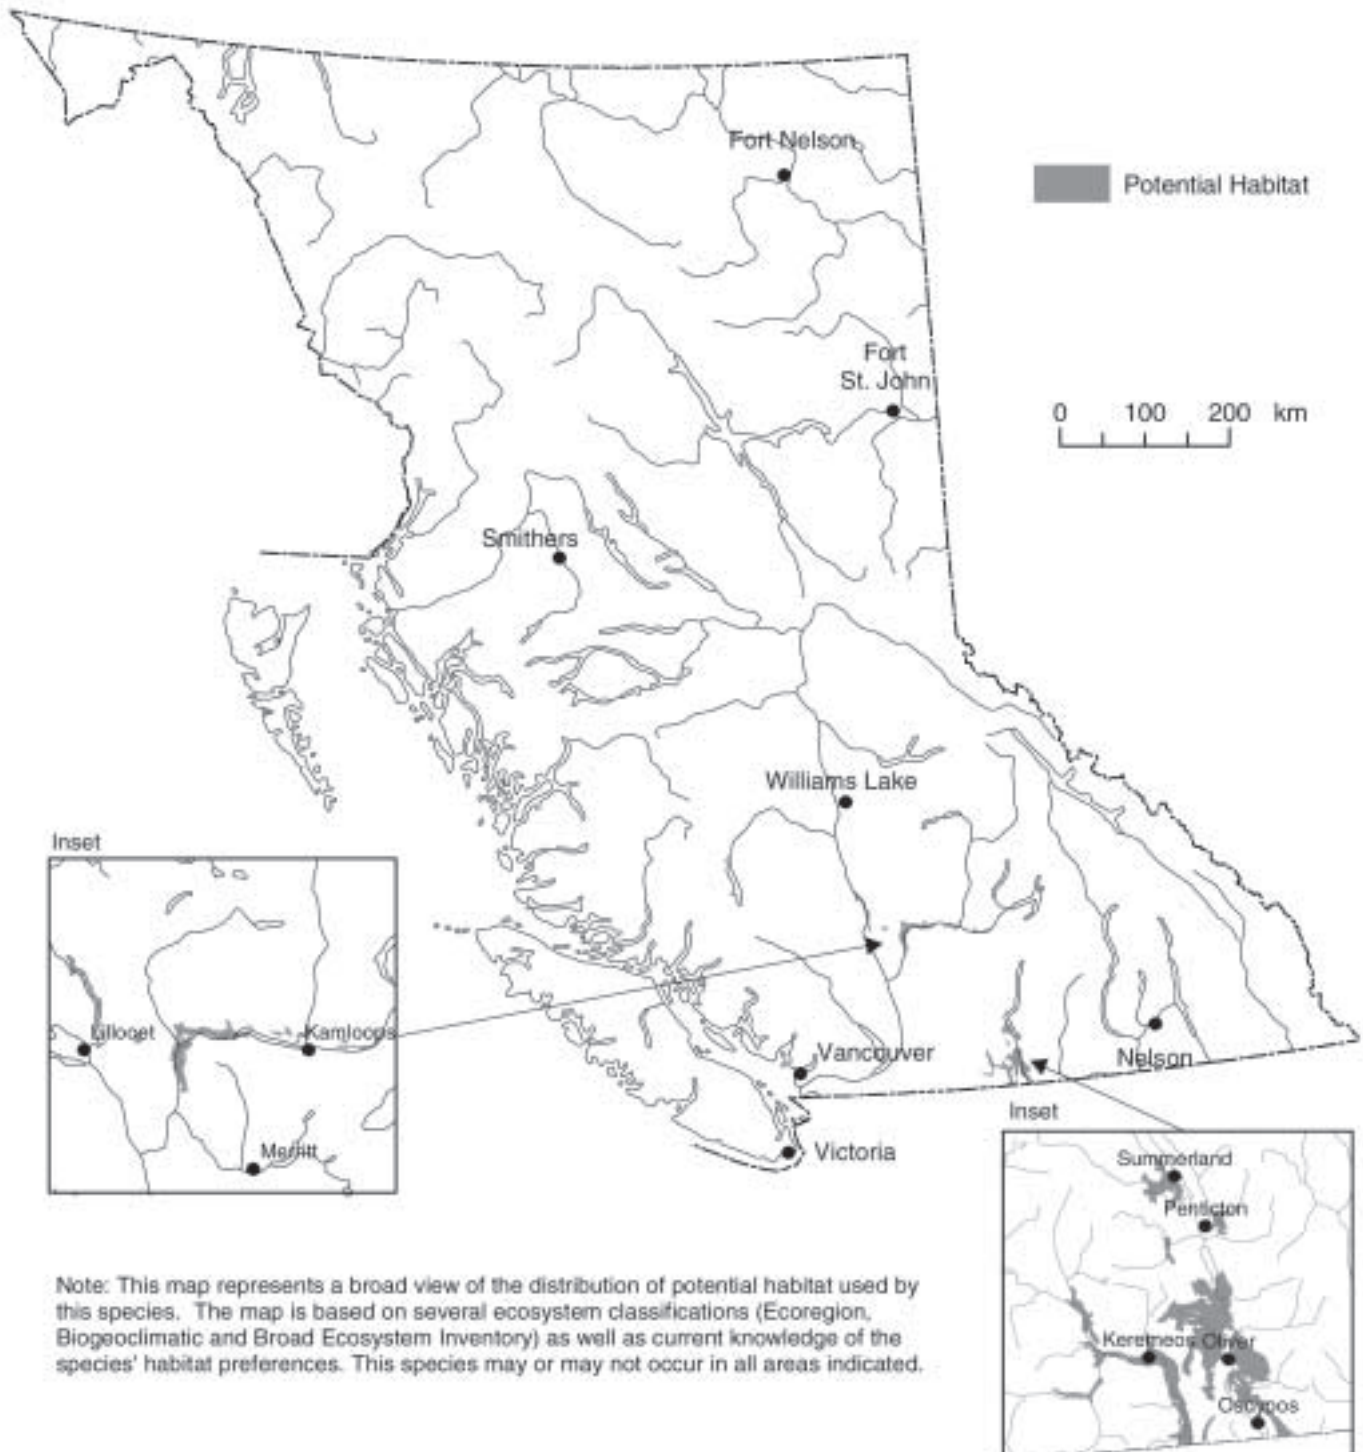 Fort Nelson
Potential Habitat
Fort
St. John
0 100 200 km
Smithers
Williams Lake
Inset
Lillooet
Kamloops
Merritt
Vancouver
Nelson
Victoria
Inset
Summerland
Penticton
Keremeos Oliver
Osoyoos
Note: This map represents a broad view of the distribution of potential habitat used by
this species. The map is based on several ecosystem classifications (Ecoregion,
Biogeoclimatic and Broad Ecosystem Inventory) as well as current knowledge of the
species' habitat preferences. This species may or may not occur in all areas indicated.